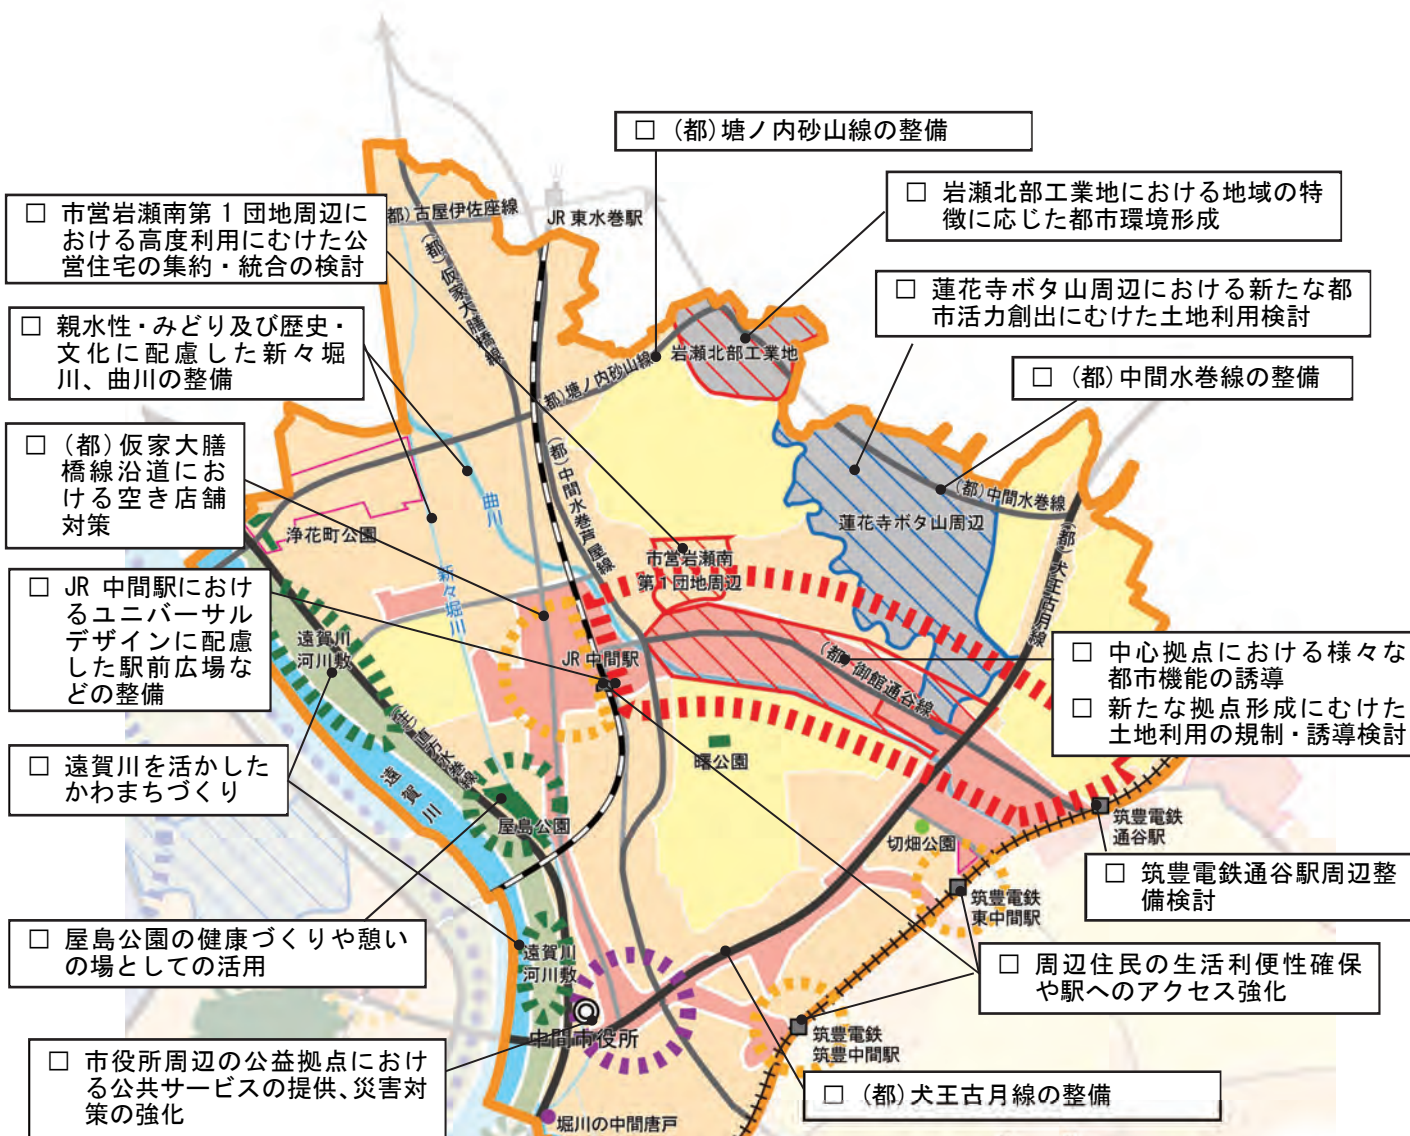 □ (都)塘ノ内砂山線の整備
□ 岩瀬北部工業地における地域の特
徴に応じた都市環境形成
□ 市営岩瀬南第1団地周辺に
おける高度利用にむけた公
営住宅の集約・統合の検討
□ 蓮花寺ボタ山周辺における新たな都
市活力創出にむけた土地利用検討
□ 親水性・みどり及び歴史・
文化に配慮した新々堀
川、曲川の整備
□ (都)中間水巻線の整備
□ (都)仮家大膳
橋線沿道にお
ける空き店舗
対策
□ JR 中間駅におけ
るユニバーサル
デザインに配慮
した駅前広場な
どの整備
□ 中心拠点における様々な
都市機能の誘導
□ 新たな拠点形成にむけた
土地利用の規制・誘導検討
□ 遠賀川を活かした
かわまちづくり
□ 筑豊電鉄通谷駅周辺整
備検討
□ 屋島公園の健康づくりや憩い
の場としての活用
□ 周辺住民の生活利便性確保
や駅へのアクセス強化
□ 市役所周辺の公益拠点におけ
る公共サービスの提供、災害対
策の強化
□ (都)犬王古月線の整備
(都)古屋伊佐座線
JR 東水巻駅
(都)仮家大膳橋線
(都)塘ノ内砂山線
岩瀬北部工業地
(都)中間水巻芦屋線
曲川
浄花町公園
(都)中間水巻線
蓮花寺ボタ山周辺
(都)犬王古月線
市営岩瀬南
第1団地周辺
新々堀川
遠賀川
河川敷
JR 中間駅
(都)御館通谷線
曙公園
遠賀川
屋島公園
切畑公園
筑豊電鉄
通谷駅
筑豊電鉄
東中間駅
遠賀川
河川敷
中間市役所
筑豊電鉄
筑豊中間駅
堀川の中間唐戸